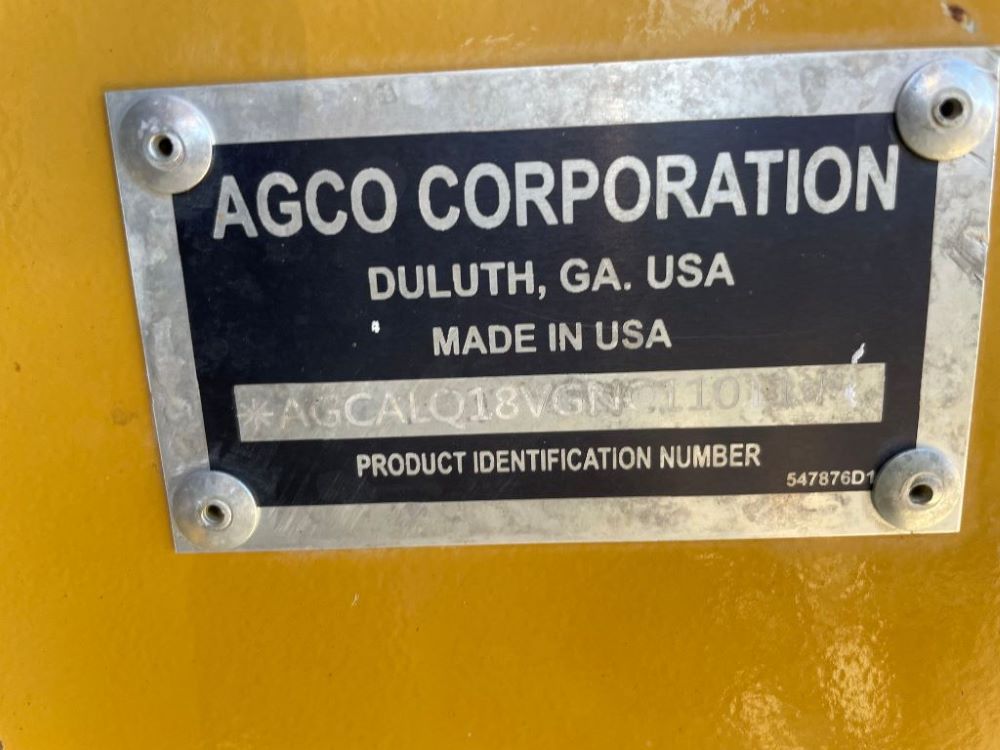 AGCO CORPORATION
DULUTH, GA. USA
MADE IN USA
PRODUCT IDENTIFICATION NUMBER
547876D1